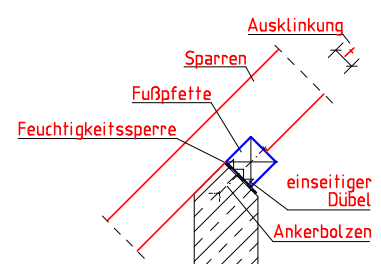 Ausklinkung
Sparren
Fußpfette
Feuchtigkeitssperre
einseitiger
Dübel
Ankerbolzen